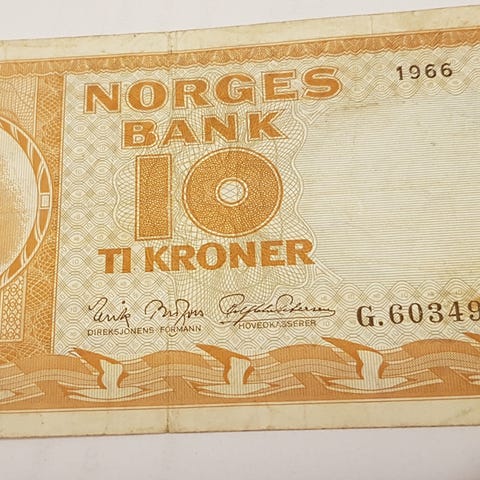 NORGES
BANK
1966
10
TI KRONER
DIREKSJONENS FORMANN
HOVEDKASSERER
G.60349